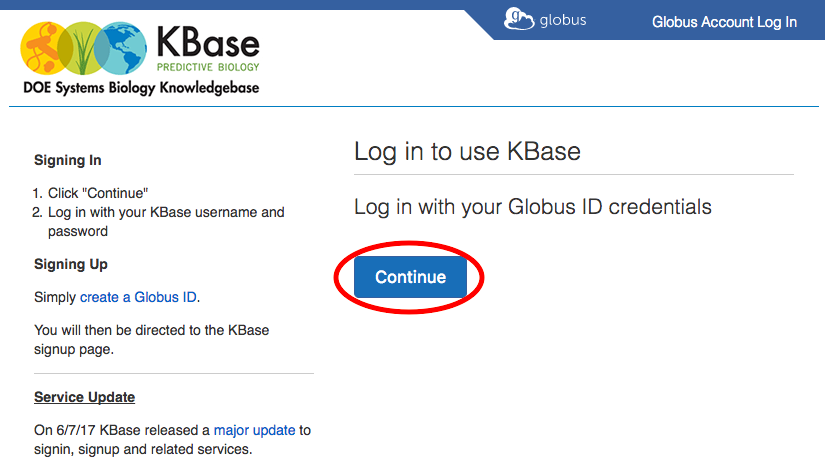 globus
Globus Account Log In
KBase
PREDICTIVE BIOLOGY
DOE Systems Biology Knowledgebase
Signing In
1. Click "Continue"
2. Log in with your KBase username and
password
Signing Up
Simply create a Globus ID.
You will then be directed to the KBase
signup page.
Service Update
On 6/7/17 KBase released a major update to
signin, signup and related services.
Log in to use KBase
Log in with your Globus ID credentials
Continue